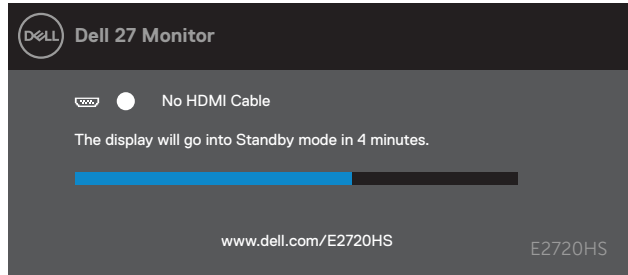 DELL Dell 27 Monitor
No HDMI Cable
The display will go into Standby mode in 4 minutes.
www.dell.com/E2720HS
E2720HS